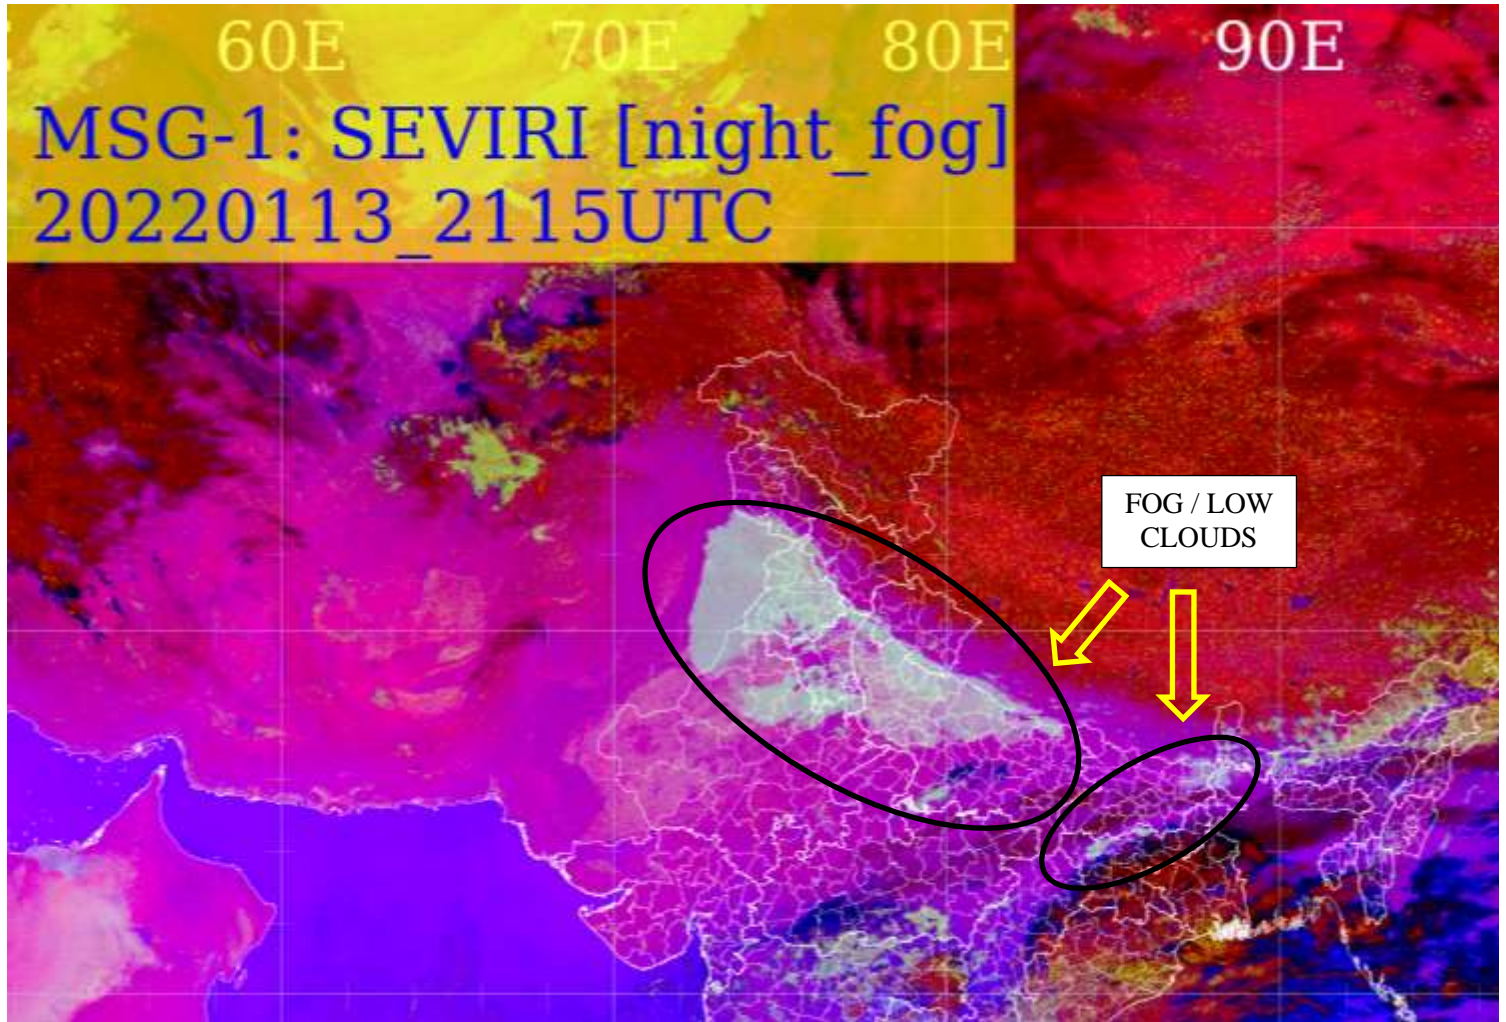 60E 70E 80E 90E
MSG-1: SEVIRI [night_fog]
20220113_2115UTC
FOG / LOW
CLOUDS